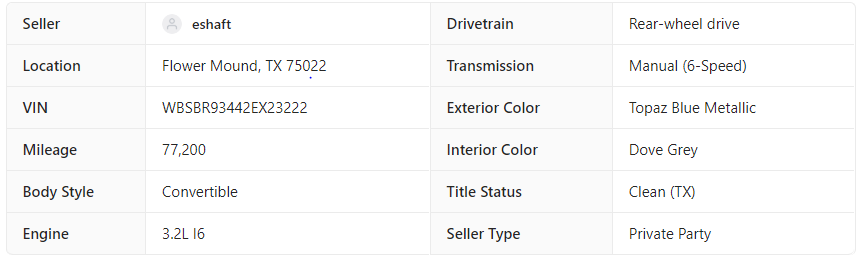 Seller eshaft Drivetrain Rear-wheel drive
Location Flower Mound, TX 75022 Transmission Manual (6-Speed)
VIN WBSBR93442EX23222 Exterior Color Topaz Blue Metallic
Mileage 77,200 Interior Color Dove Grey
Body Style Convertible Title Status Clean (TX)
Engine 3.2L I6 Seller Type Private Party